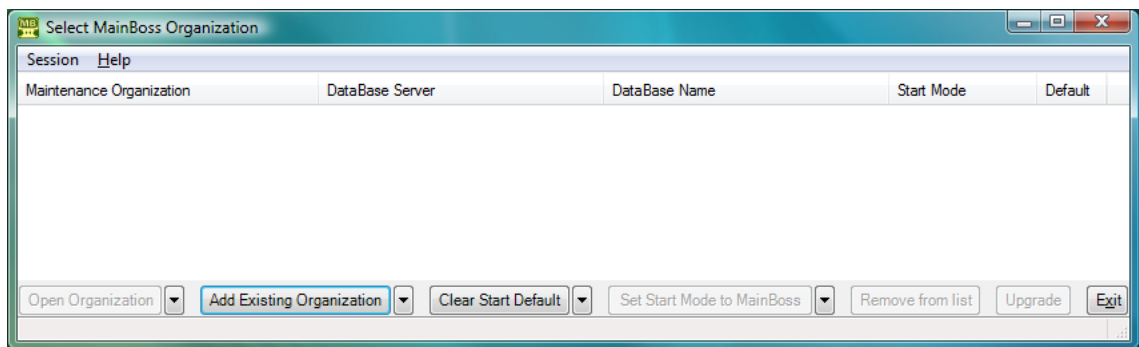 MB
Select MainBoss Organization
Session Help
Maintenance Organization DataBase Server DataBase Name Start Mode Default
Open Organization Add Existing Organization Clear Start Default Set Start Mode to MainBoss Remove from list Upgrade Exit